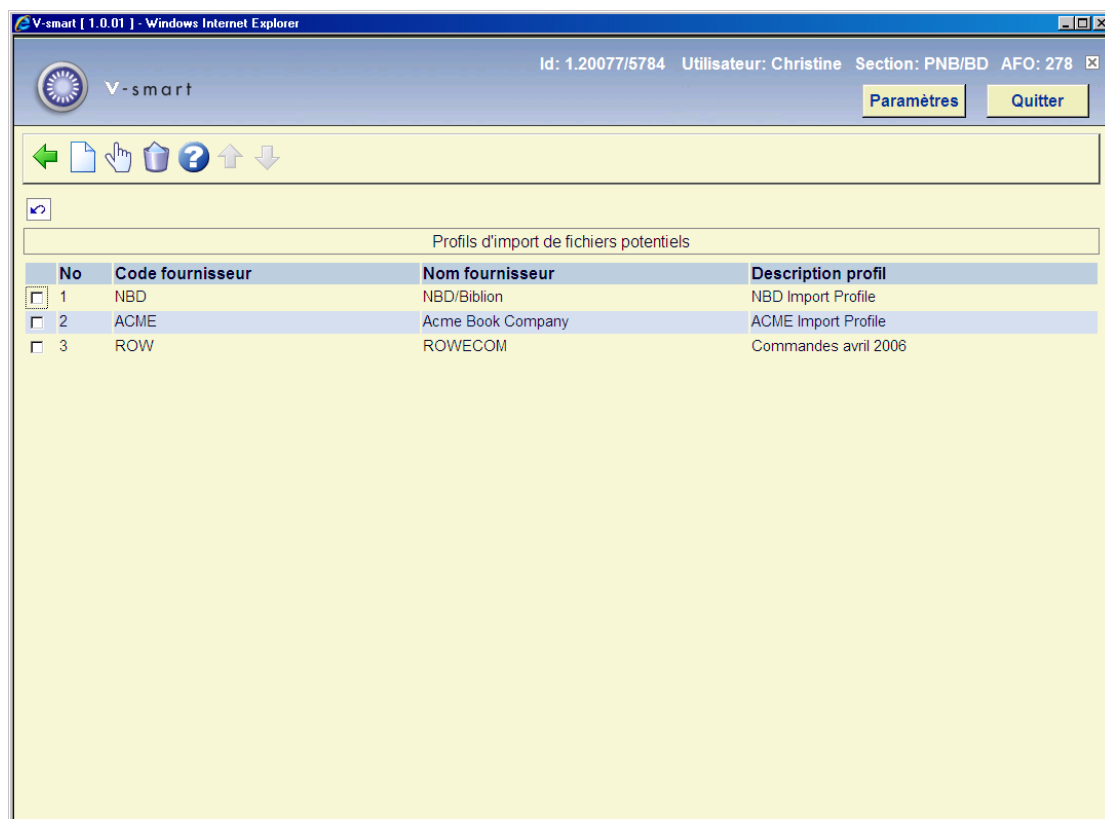 V-smart [ 1.0.01 ] - Windows Internet Explorer
Id: 1.20077/5784 Utilisateur: Christine Section: PNB/BD AFO: 278
V-smart
Paramètres Quitter
Profils d'import de fichiers potentiels
No Code fournisseur Nom fournisseur Description profil
1 NBD NBD/Biblion NBD Import Profile
2 ACME Acme Book Company ACME Import Profile
3 ROW ROWECOM Commandes avril 2006